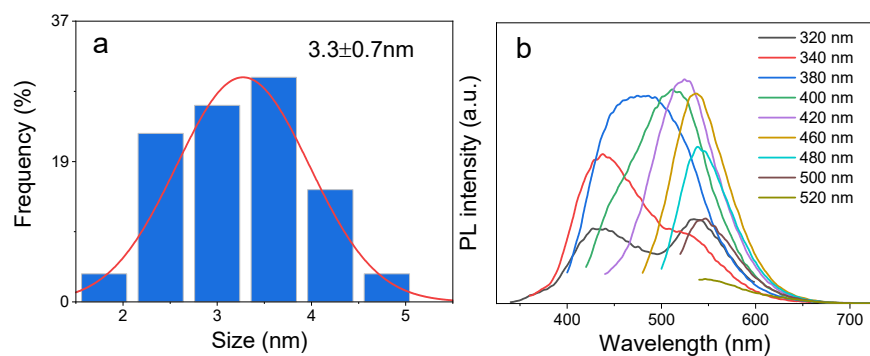 a
3.3±0.7nm
Frequency (%)
37
19
0
2 3 4 5
Size (nm)
b
PL intensity (a.u.)
320 nm
340 nm
380 nm
400 nm
420 nm
460 nm
480 nm
500 nm
520 nm
400 500 600 700
Wavelength (nm)